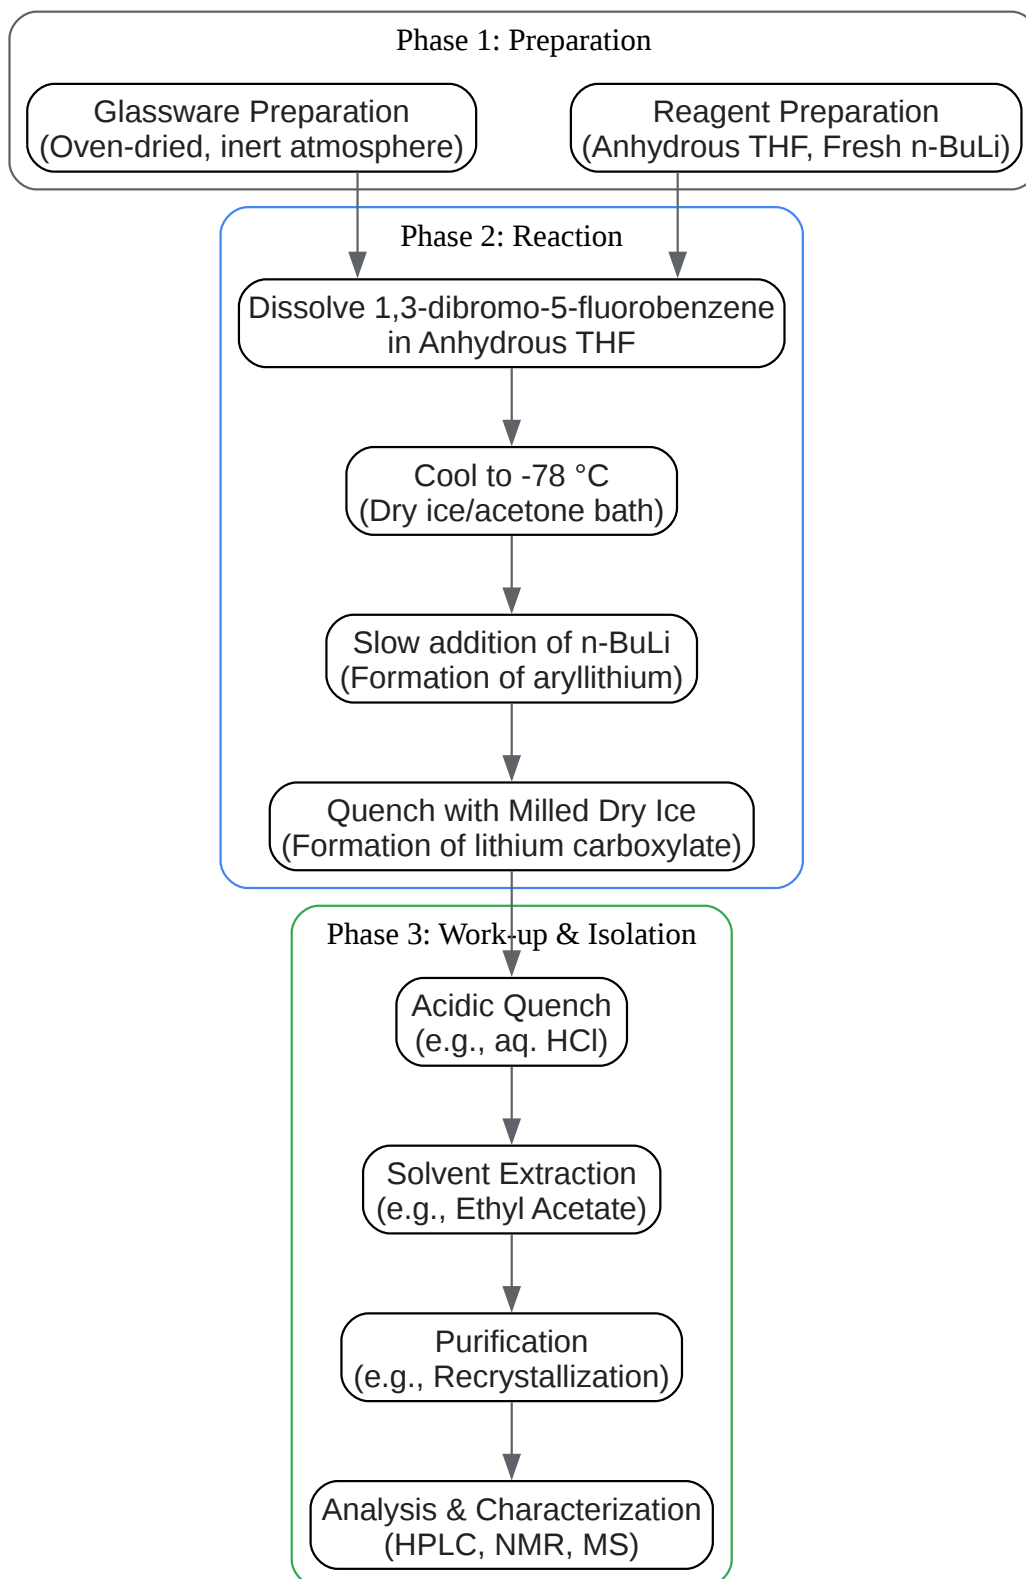 Phase 1: Preparation
Glassware Preparation
(Oven-dried, inert atmosphere)
Reagent Preparation
(Anhydrous THF, Fresh n-BuLi)
Phase 2: Reaction
Dissolve 1,3-dibromo-5-fluorobenzene
in Anhydrous THF
Cool to -78 °C
(Dry ice/acetone bath)
Slow addition of n-BuLi
(Formation of aryllithium)
Quench with Milled Dry Ice
(Formation of lithium carboxylate)
Phase 3: Work-up & Isolation
Acidic Quench
(e.g., aq. HCl)
Solvent Extraction
(e.g., Ethyl Acetate)
Purification
(e.g., Recrystallization)
Analysis & Characterization
(HPLC, NMR, MS)